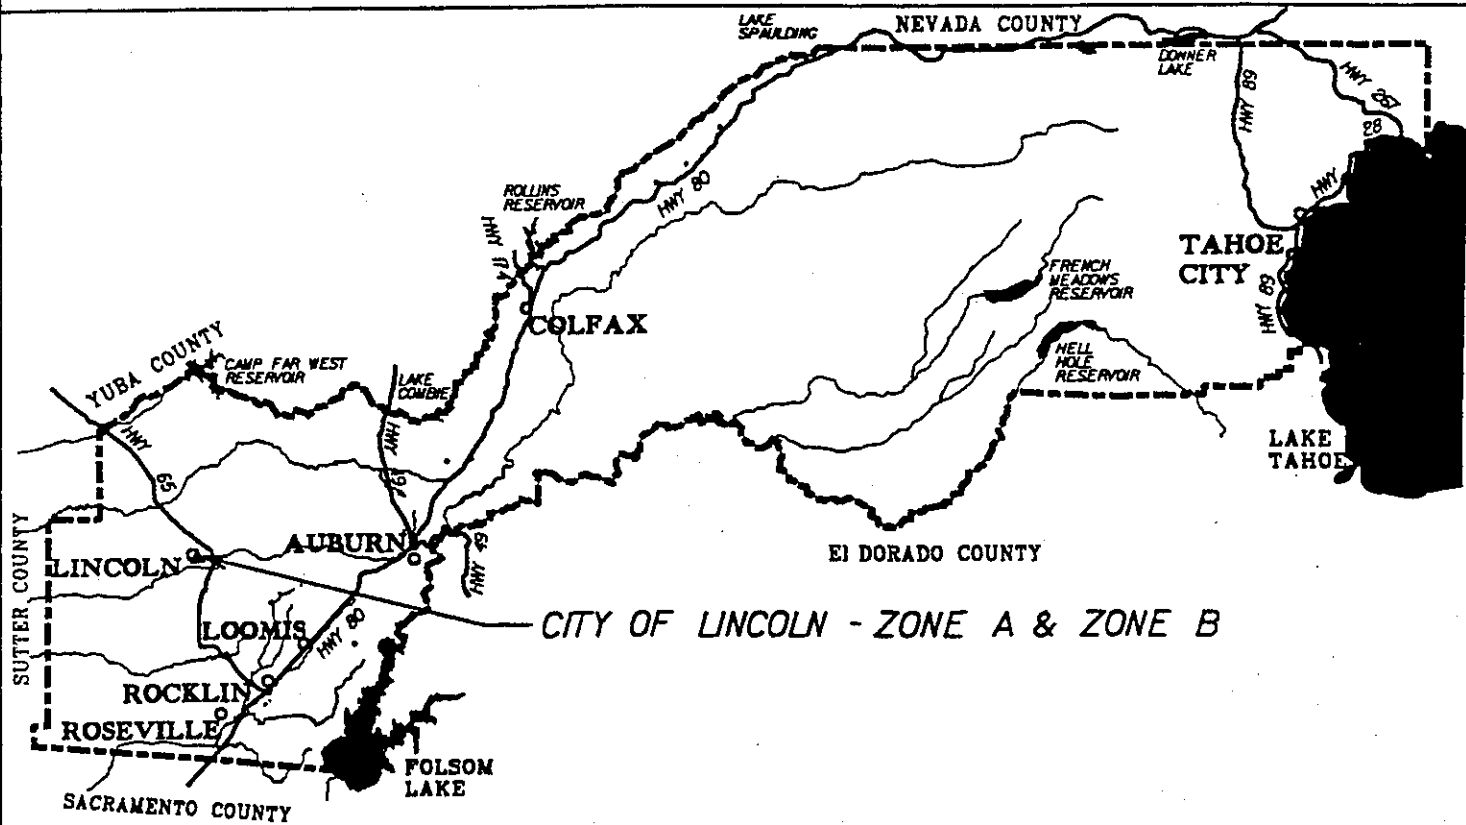 LAKE
SPAULDING
NEVADA COUNTY
DONNER
LAKE
HWY 89
HWY 267
28
HWY
ROLLINS
RESERVOIR
HWY 174
HWY 80
TAHOE
CITY
HWY 89
FRENCH
MEADOWS
RESERVOIR
COLFAX
YUBA COUNTY
CAMP FAR WEST
RESERVOIR
LAKE
COMBIE
HELL
HOLE
RESERVOIR
HWY 65
HWY 49
LAKE
TAHOE
SUTTER COUNTY
AUBURN
HWY 49
El DORADO COUNTY
LINCOLN
CITY OF LINCOLN - ZONE A & ZONE B
LOOMIS
HWY 80
ROCKLIN
ROSEVILLE
FOLSOM
LAKE
SACRAMENTO COUNTY